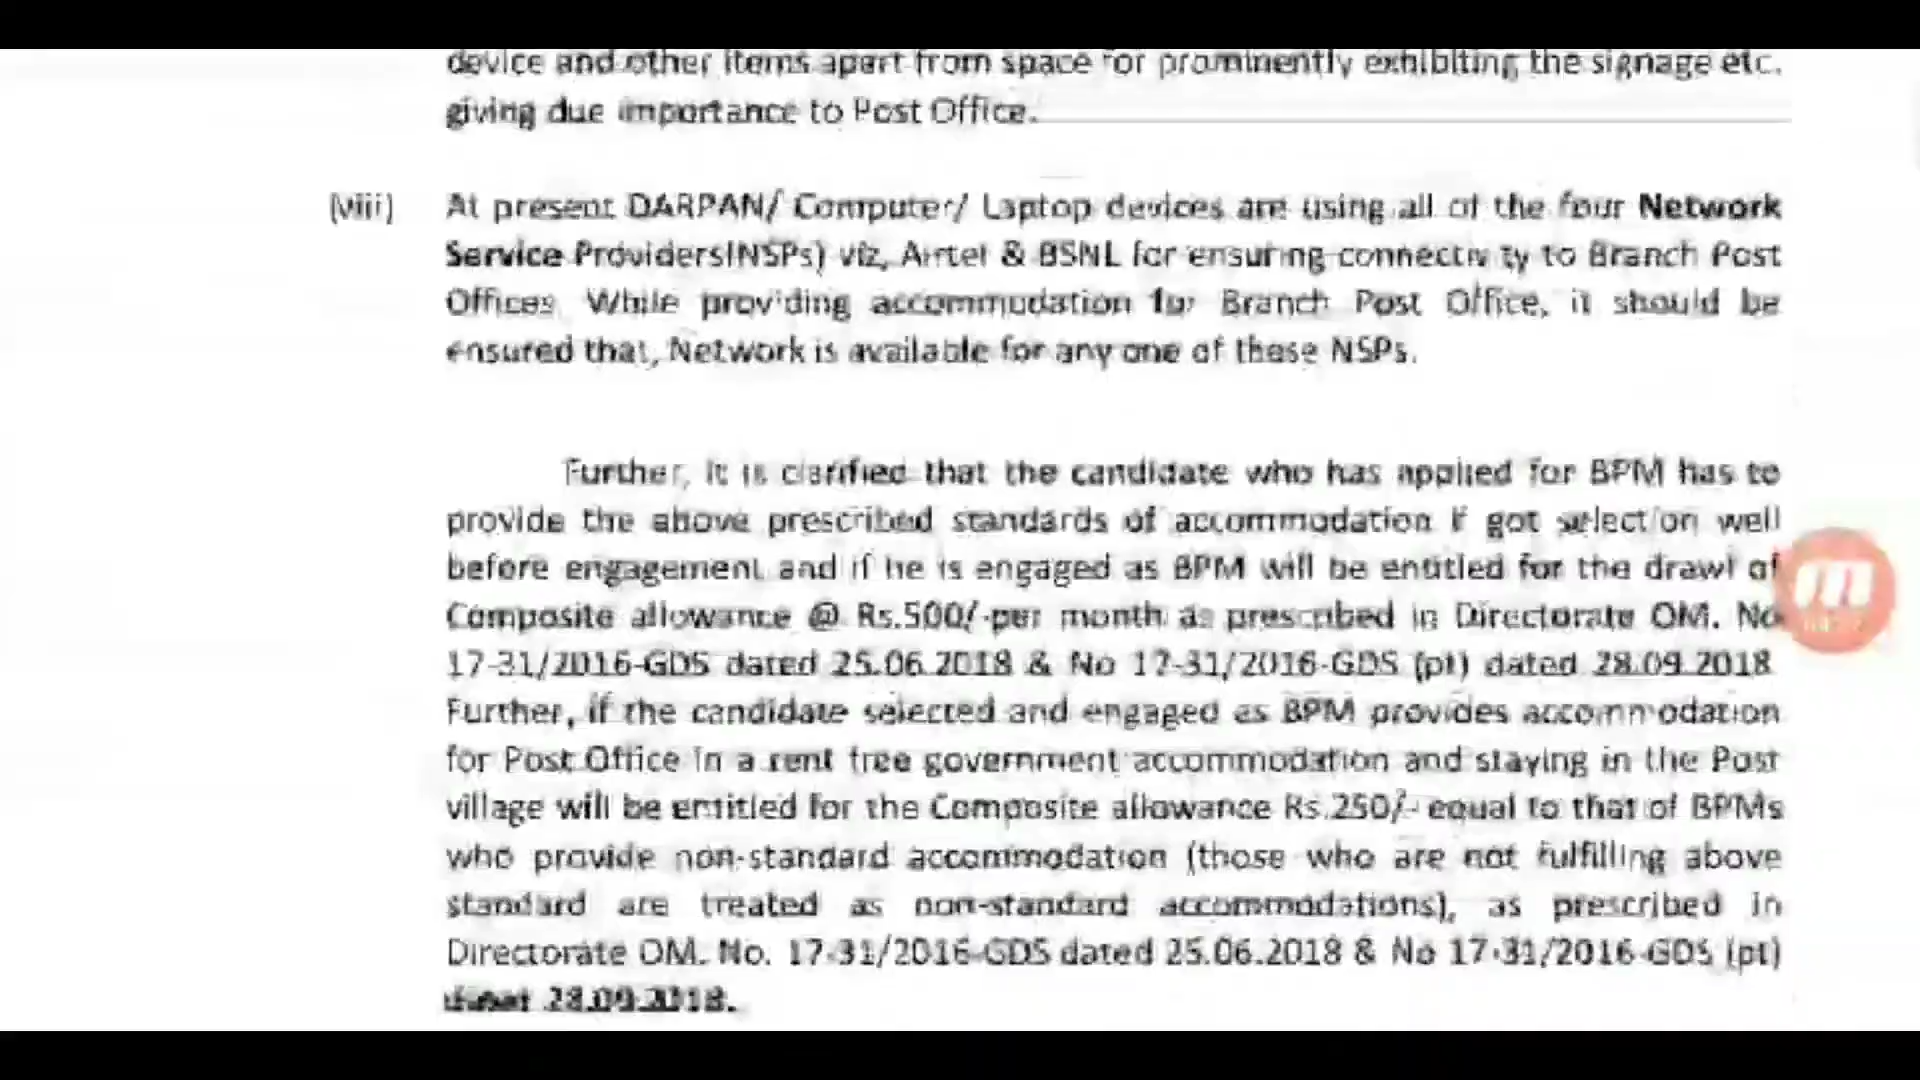 device and other items apart from space for prominently exhibiting the signage etc.
giving due importance to Post Office.
(viii) At present DARPAN/ Computer/ Laptop devices are using all of the four Network
Service Providers(NSPs) viz, Airtel & BSNL for ensuring connectivity to Branch Post
Offices. While providing accommodation for Branch Post Office, it should be
ensured that, Network is available for any one of these NSPs.
Further, it is clarified that the candidate who has applied for BPM has to
provide the above prescribed standards of accommodation if got selection well
before engagement and if he is engaged as BPM will be entitled for the drawl of
Composite allowance @ Rs.500/-per month as prescribed in Directorate OM. No
17-31/2016-GDS dated 25.06.2018 & No 17-31/2016-GDS (pt) dated 28.09.2018
Further, if the candidate selected and engaged as BPM provides accommodation
for Post Office in a rent free government accommodation and staying in the Post
village will be entitled for the Composite allowance Rs.250/- equal to that of BPMs
who provide non-standard accommodation (those who are not fulfilling above
standard are treated as non-standard accommodations), as prescribed in
Directorate OM. No. 17-31/2016-GDS dated 25.06.2018 & No 17-31/2016-GDS (pt)
dated 28.09.2018.